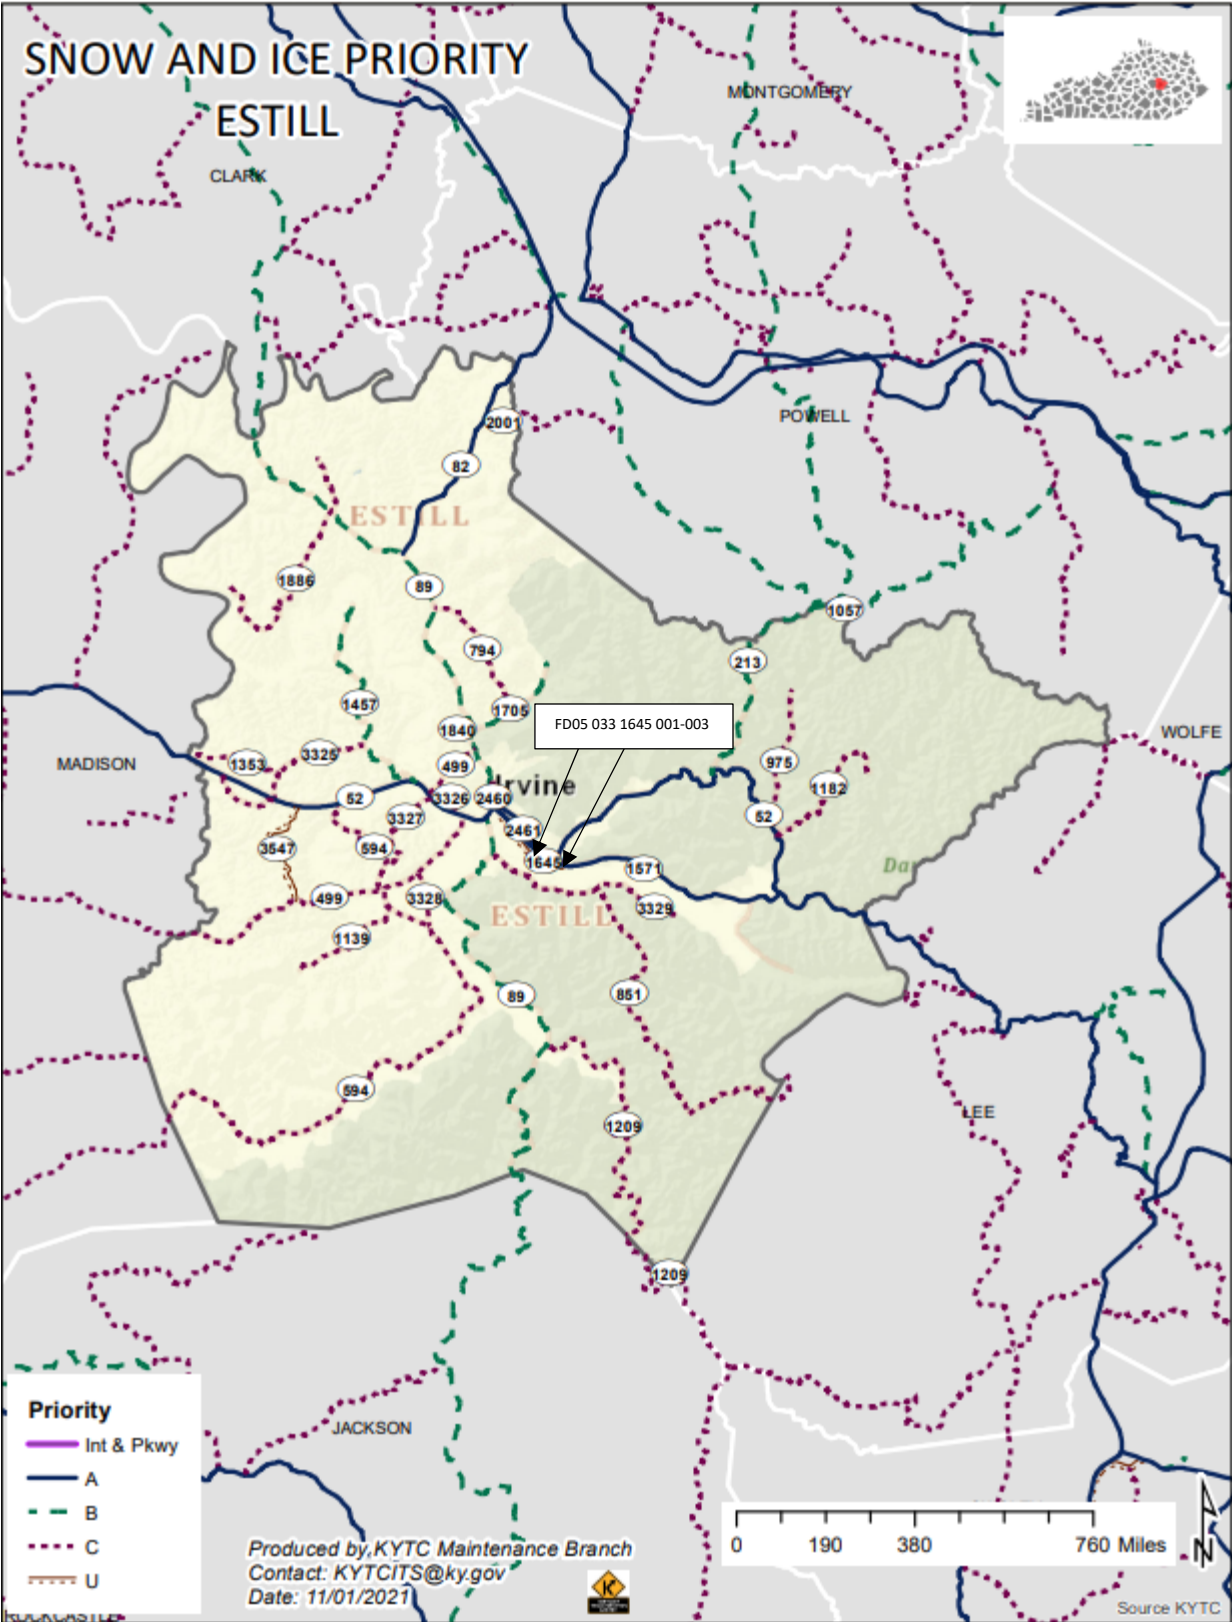 SNOW AND ICE PRIORITY
ESTILL
MONTGOMERY
CLARK
POWELL
2001
82
ESTILL
1886
89
1057
794
213
1457
1705
FD05 033 1645 001-003
1840
WOLFE
MADISON
1353
3325
499
975
Irvine
1182
52
3326
2460
3327
2461
52
3547
594
1645
1571
Da
499
3328
3329
ESTILL
1139
89
851
594
LEE
1209
1209
JACKSON
Priority
Int & Pkwy
A
B
C
U
0 190 380 760 Miles
N
Produced by KYTC Maintenance Branch
Contact: KYTCITS@ky.gov
Date: 11/01/2021
Source KYTC
ROCKCASTLE